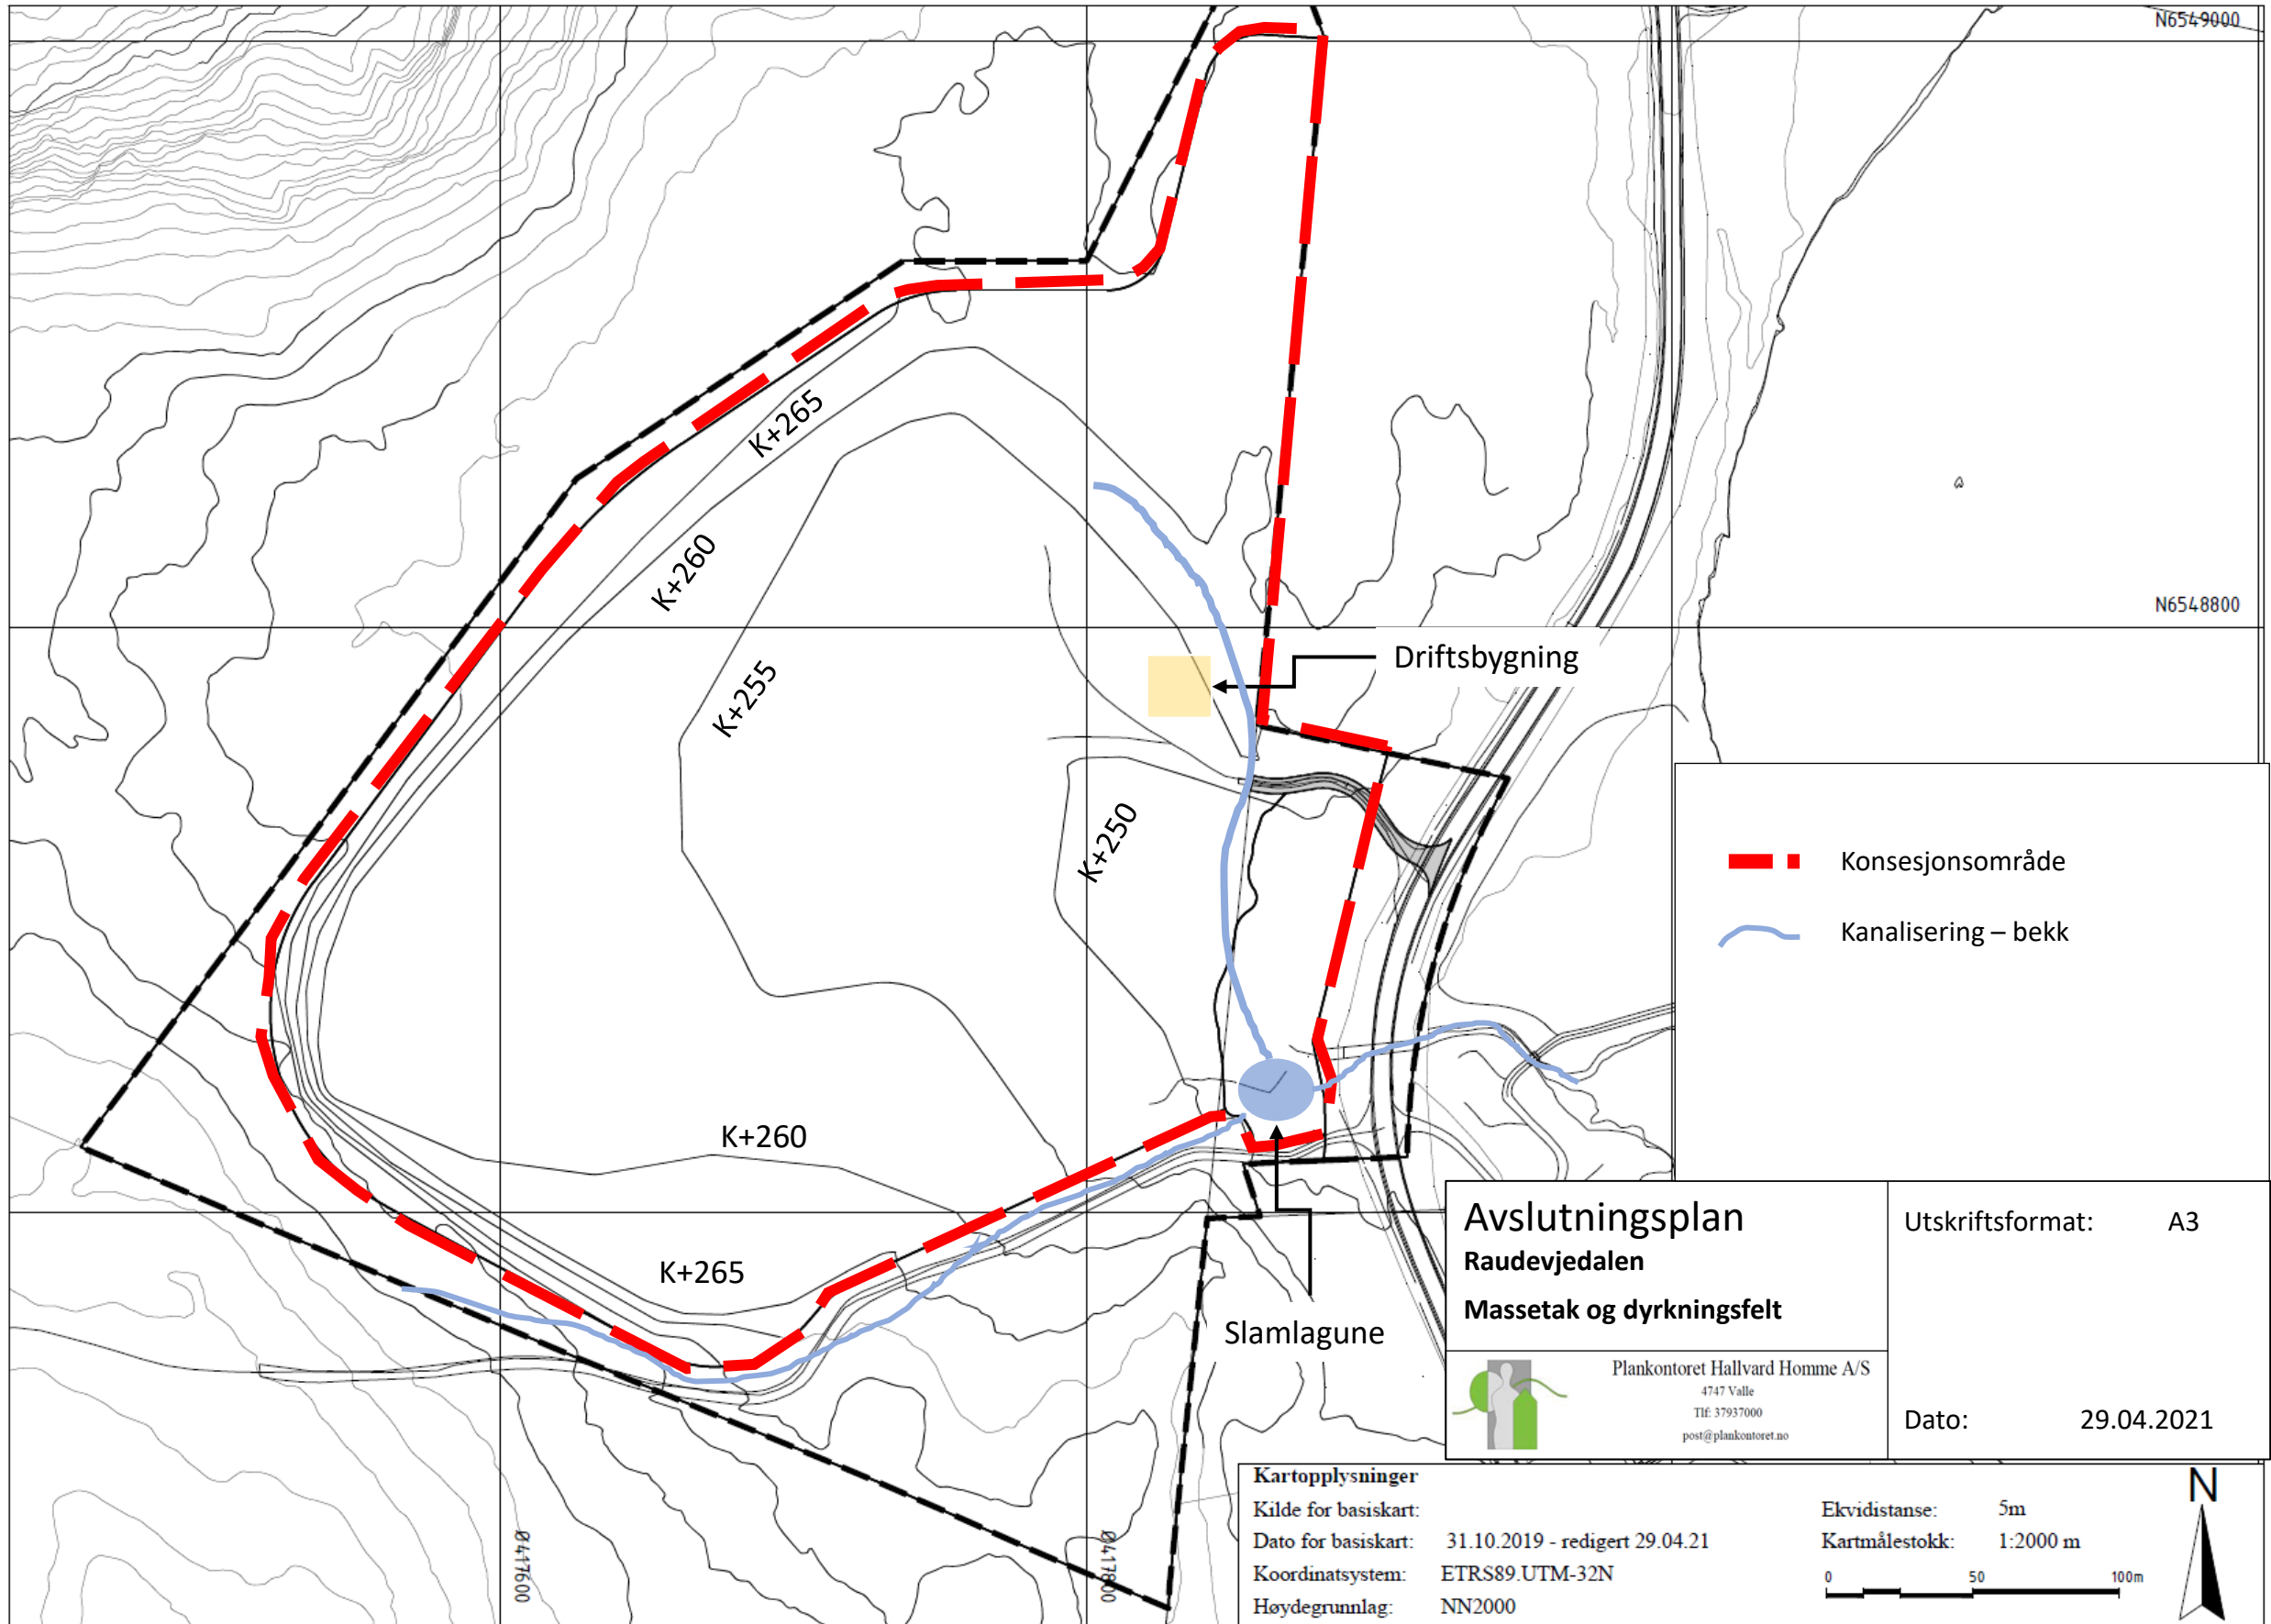 N6549000
K+265
K+260
N6548800
Driftsbygning
K+255
K+250
Konsesjonsområde
Kanalisering – bekk
K+260
K+265
Slamlagune
Avslutningsplan
Raudevjedalen
Massetak og dyrkningsfelt
Utskriftsformat: A3
Plankontoret Hallvard Homme A/S
4747 Valle
Tlf: 37937000
post@plankontoret.no
Dato: 29.04.2021
Ø417600
Ø417800
Kartopplysninger
Kilde for basiskart:
Dato for basiskart: 31.10.2019 - redigert 29.04.21
Koordinatsystem: ETRS89.UTM-32N
Høydegrunnlag: NN2000
Ekvidistanse: 5m
Kartmålestokk: 1:2000 m
0 50 100m
N